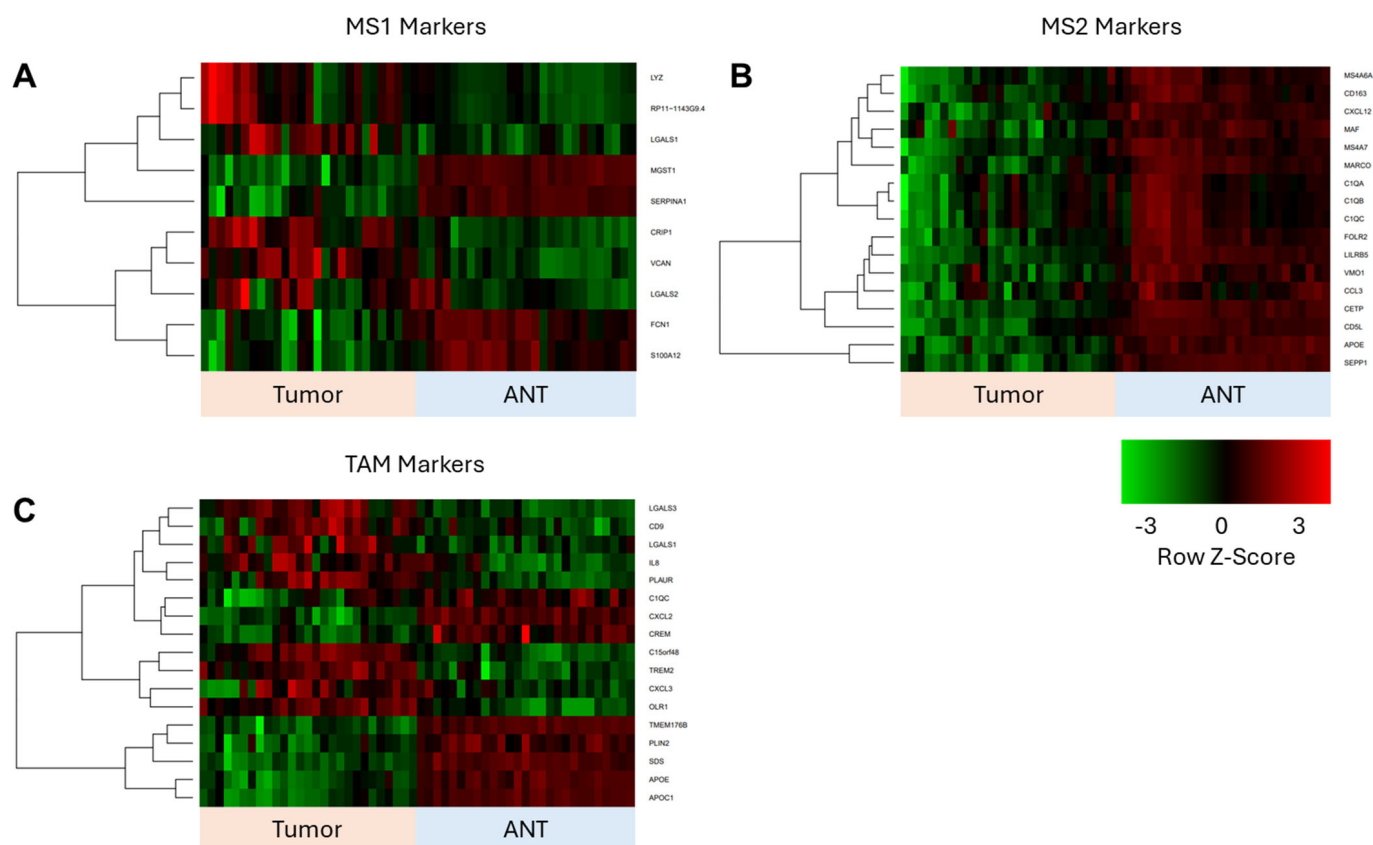 MS1 Markers
A
LYZ
RP11-1143G9.4
LGALS1
MGST1
SERPINA1
CRIP1
VCAN
LGALS2
FCN1
S100A12
Tumor ANT
MS2 Markers
B
MS4A6A
CD163
CXCL12
MAF
MS4A7
MARCO
C1QA
C1QB
C1QC
FOLR2
LILRB5
VMO1
CCL3
CETP
CD5L
APOE
SEPP1
Tumor ANT
-3 0 3
Row Z-Score
TAM Markers
C
LGALS3
CD9
LGALS1
IL8
PLAUR
C1QC
CXCL2
CREM
C15orf48
TREM2
CXCL3
OLR1
TMEM176B
PLIN2
SDS
APOE
APOC1
Tumor ANT